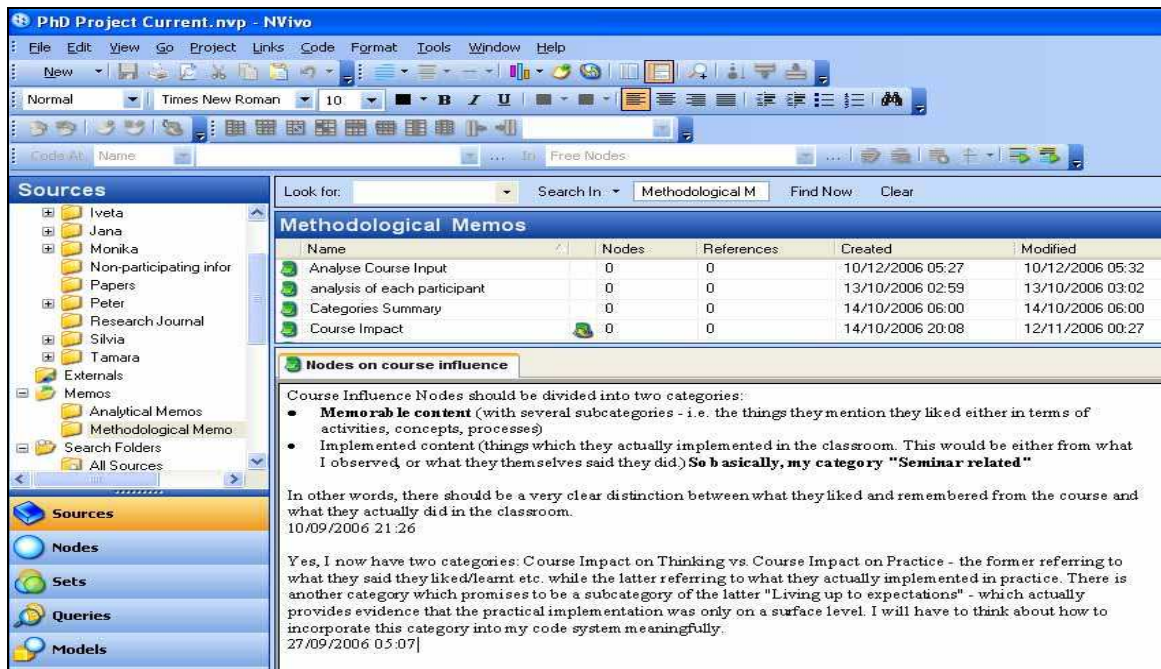 PhD Project Current.nvp - NVivo
File Edit View Go Project Links Code Format Tools Window Help
New
Normal Times New Roman 10 B I U
Code At Name ... In Free Nodes ...
Sources
Iveta
Jana
Monika
Non-participating infor
Papers
Peter
Research Journal
Silvia
Tamara
Externals
Memos
Analytical Memos
Methodological Memo
Search Folders
All Sources
Sources
Nodes
Sets
Queries
Models
Look for: Search In Methodological M Find Now Clear
Methodological Memos
Name Nodes References Created Modified
Analyse Course Input 0 0 10/12/2006 05:27 10/12/2006 05:32
analysis of each participant 0 0 13/10/2006 02:59 13/10/2006 03:02
Categories Summary 0 0 14/10/2006 06:00 14/10/2006 06:00
Course Impact 0 0 14/10/2006 20:08 12/11/2006 00:27
Nodes on course influence
Course Influence Nodes should be divided into two categories:
• Memorable content (with several subcategories - i.e. the things they mention they liked either in terms of
activities, concepts, processes)
• Implemented content (things which they actually implemented in the classroom. This would be either from what
I observed, or what they themselves said they did.) So basically, my category "Seminar related"
In other words, there should be a very clear distinction between what they liked and remembered from the course and
what they actually did in the classroom.
10/09/2006 21:26
Yes, I now have two categories: Course Impact on Thinking vs. Course Impact on Practice - the former referring to
what they said they liked/learnt etc. while the latter referring to what they actually implemented in practice. There is
another category which promises to be a subcategory of the latter "Living up to expectations" - which actually
provides evidence that the practical implementation was only on a surface level. I will have to think about how to
incorporate this category into my code system meaningfully.
27/09/2006 05:07